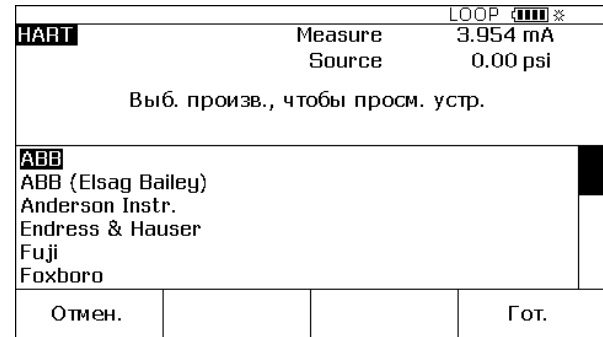 LOOP
HART Measure 3.954 mA
Source 0.00 psi
Выб. произв., чтобы просм. устр.
ABB
ABB (Elsag Bailey)
Anderson Instr.
Endress & Hauser
Fuji
Foxboro
Отмен. Гот.